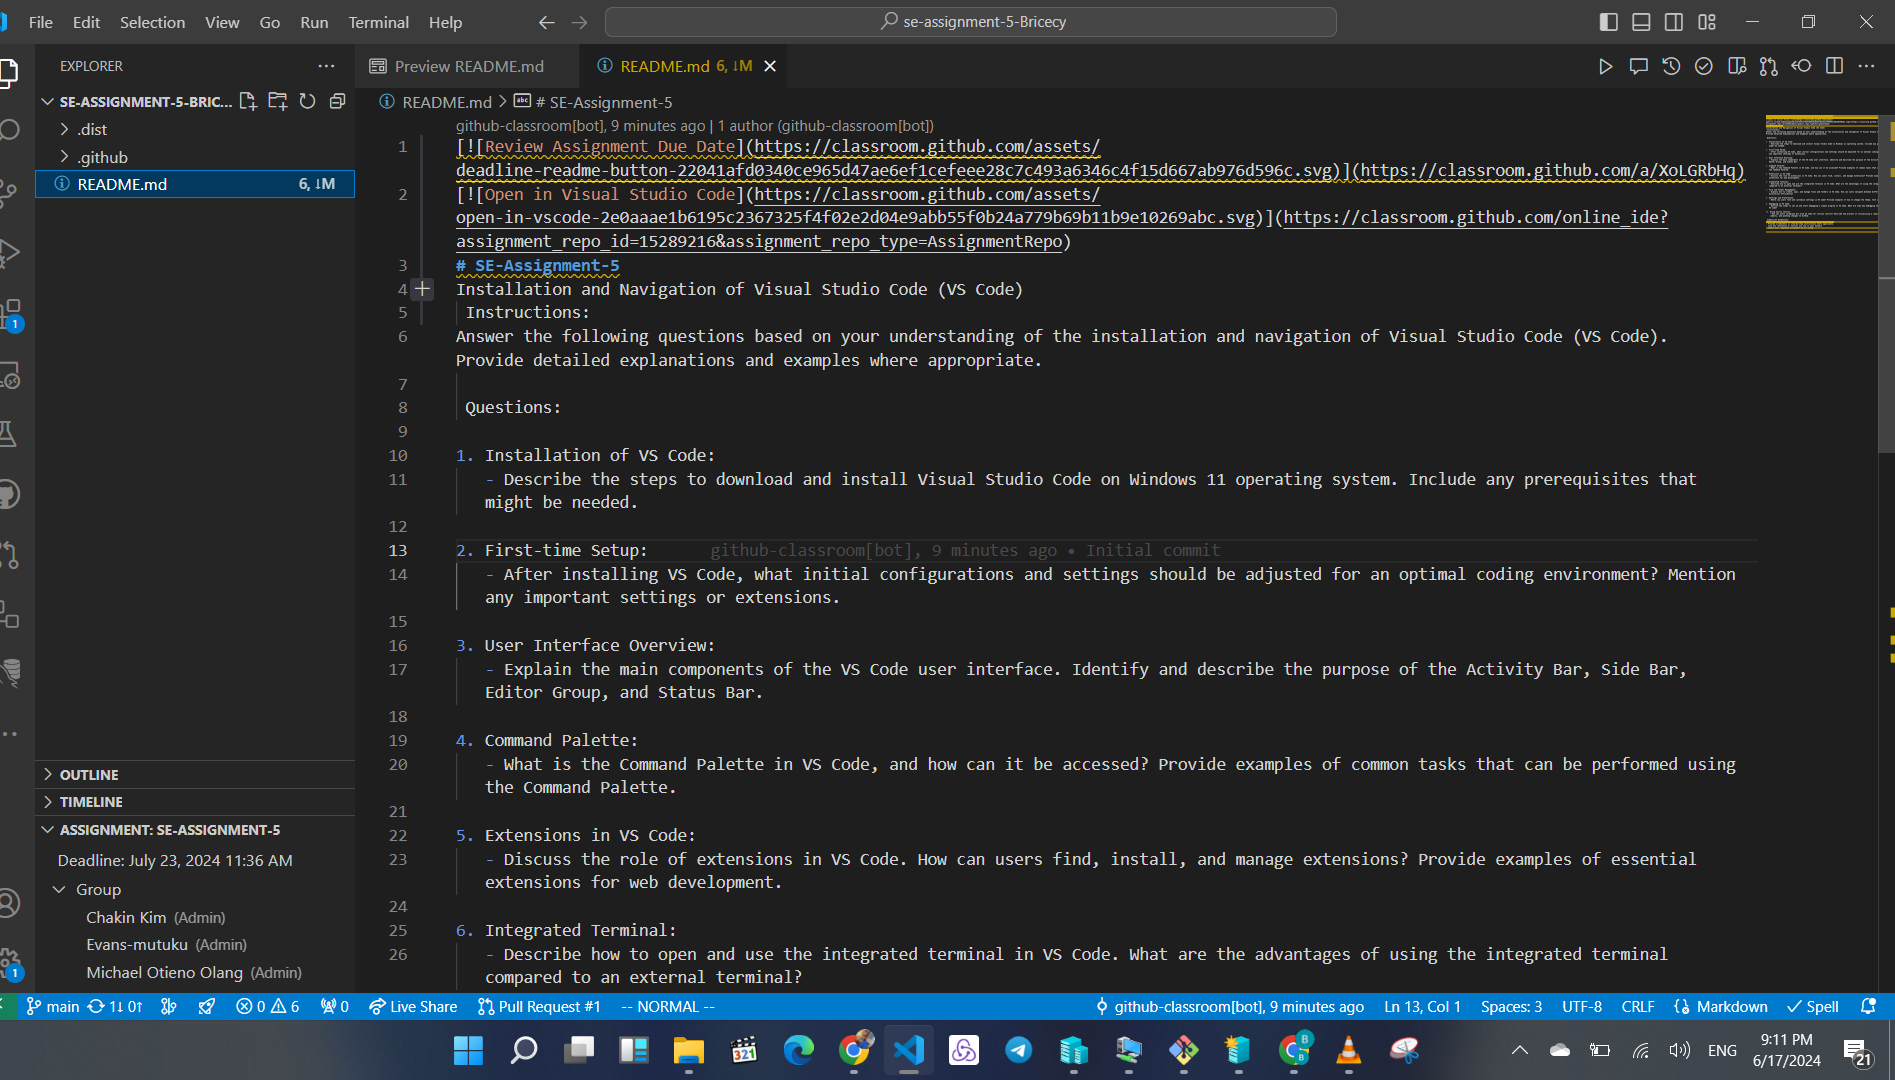 File Edit Selection View Go Run Terminal Help
se-assignment-5-Bricecy
EXPLORER
SE-ASSIGNMENT-5-BRIC...
.dist
.github
README.md 6, ↓M
OUTLINE
TIMELINE
ASSIGNMENT: SE-ASSIGNMENT-5
Deadline: July 23, 2024 11:36 AM
Group
Chakin Kim (Admin)
Evans-mutuku (Admin)
Michael Otieno Olang (Admin)
1
1
Preview README.md
README.md 6, ↓M
README.md > # SE-Assignment-5
github-classroom[bot], 9 minutes ago | 1 author (github-classroom[bot])
1 [![Review Assignment Due Date](https://classroom.github.com/assets/
deadline-readme-button-22041afd0340ce965d47ae6ef1cefeee28c7c493a6346c4f15d667ab976d596c.svg)](https://classroom.github.com/a/XoLGRbHq)
2 [![Open in Visual Studio Code](https://classroom.github.com/assets/
open-in-vscode-2e0aaae1b6195c2367325f4f02e2d04e9abb55f0b24a779b69b11b9e10269abc.svg)](https://classroom.github.com/online_ide?
assignment_repo_id=15289216&assignment_repo_type=AssignmentRepo)
3 # SE-Assignment-5
4 Installation and Navigation of Visual Studio Code (VS Code)
5 Instructions:
6 Answer the following questions based on your understanding of the installation and navigation of Visual Studio Code (VS Code).
Provide detailed explanations and examples where appropriate.
7
8 Questions:
9
10 1. Installation of VS Code:
11 - Describe the steps to download and install Visual Studio Code on Windows 11 operating system. Include any prerequisites that
might be needed.
12
13 2. First-time Setup: github-classroom[bot], 9 minutes ago • Initial commit
14 - After installing VS Code, what initial configurations and settings should be adjusted for an optimal coding environment? Mention
any important settings or extensions.
15
16 3. User Interface Overview:
17 - Explain the main components of the VS Code user interface. Identify and describe the purpose of the Activity Bar, Side Bar,
Editor Group, and Status Bar.
18
19 4. Command Palette:
20 - What is the Command Palette in VS Code, and how can it be accessed? Provide examples of common tasks that can be performed using
the Command Palette.
21
22 5. Extensions in VS Code:
23 - Discuss the role of extensions in VS Code. How can users find, install, and manage extensions? Provide examples of essential
extensions for web development.
24
25 6. Integrated Terminal:
26 - Describe how to open and use the integrated terminal in VS Code. What are the advantages of using the integrated terminal
compared to an external terminal?
main 1↓ 0↑ 0 6 0 Live Share Pull Request #1 -- NORMAL -- github-classroom[bot], 9 minutes ago Ln 13, Col 1 Spaces: 3 UTF-8 CRLF Markdown Spell
321
B
B
ENG
9:11 PM
6/17/2024
21